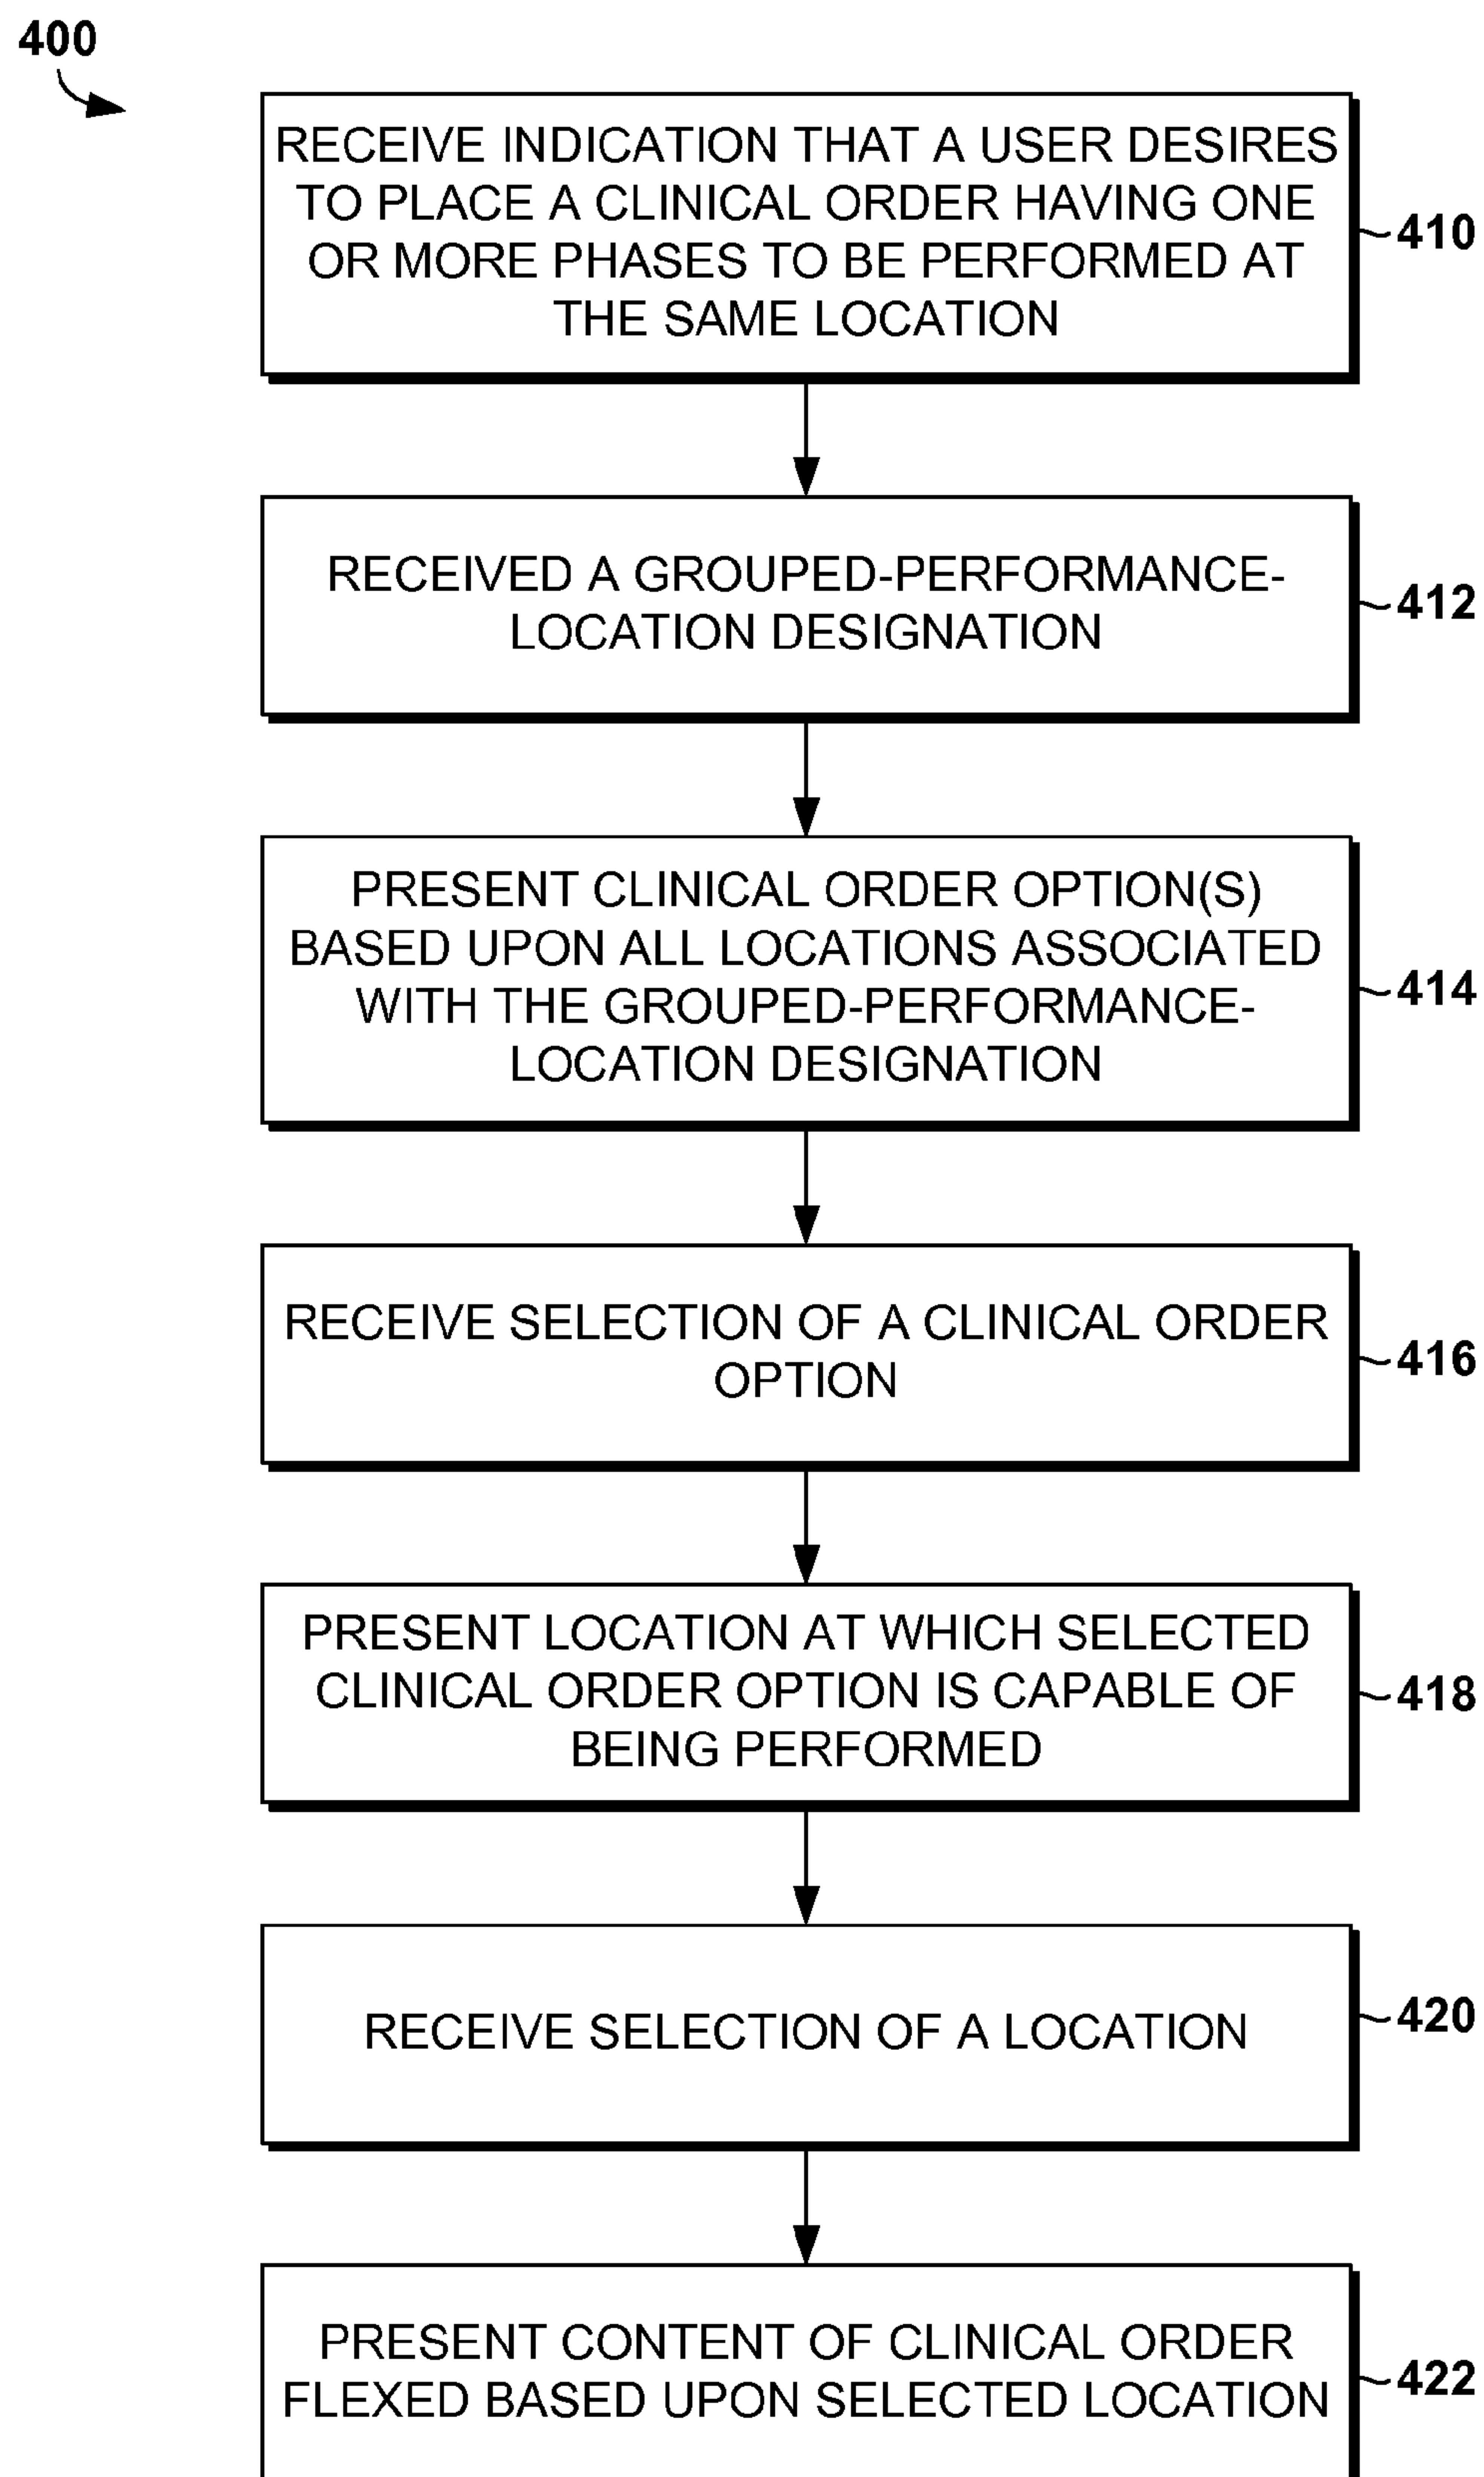 400
RECEIVE INDICATION THAT A USER DESIRES
TO PLACE A CLINICAL ORDER HAVING ONE
OR MORE PHASES TO BE PERFORMED AT
THE SAME LOCATION
410
RECEIVED A GROUPED-PERFORMANCE-
LOCATION DESIGNATION
412
PRESENT CLINICAL ORDER OPTION(S)
BASED UPON ALL LOCATIONS ASSOCIATED
WITH THE GROUPED-PERFORMANCE-
LOCATION DESIGNATION
414
RECEIVE SELECTION OF A CLINICAL ORDER
OPTION
416
PRESENT LOCATION AT WHICH SELECTED
CLINICAL ORDER OPTION IS CAPABLE OF
BEING PERFORMED
418
RECEIVE SELECTION OF A LOCATION
420
PRESENT CONTENT OF CLINICAL ORDER
FLEXED BASED UPON SELECTED LOCATION
422